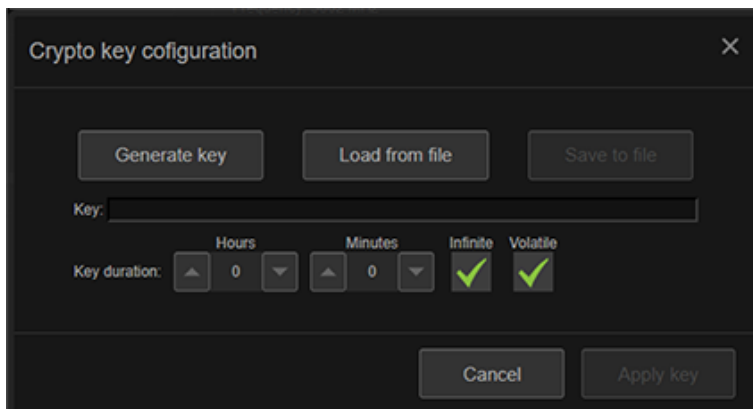 Crypto key cofiguration
Generate key Load from file Save to file
Key:
Hours Minutes Infinite Volatile
Key duration: 0 0
Cancel Apply key